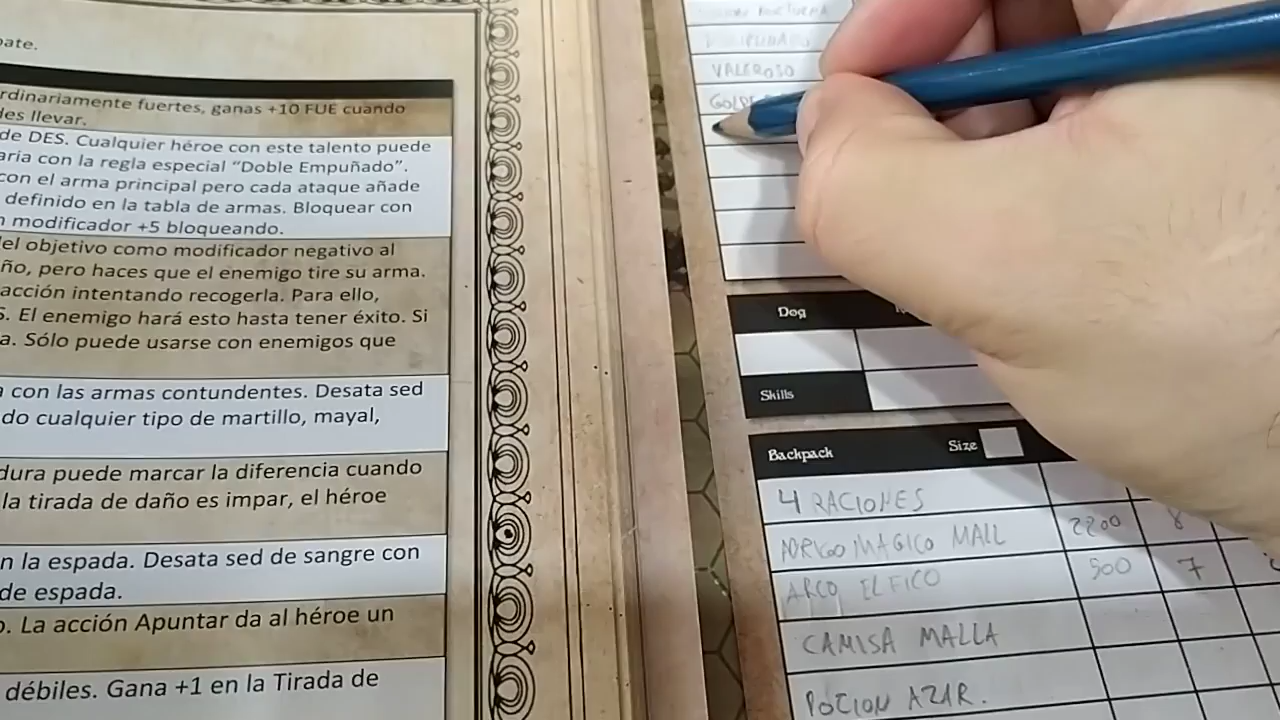 bate.
rdinariamente fuertes, ganas +10 FUE cuando
des llevar.
de DES. Cualquier héroe con este talento puede
aria con la regla especial “Doble Empuñado”.
con el arma principal pero cada ataque añade
definido en la tabla de armas. Bloquear con
n modificador +5 bloqueando.
el objetivo como modificador negativo al
ño, pero haces que el enemigo tire su arma.
acción intentando recogerla. Para ello,
S. El enemigo hará esto hasta tener éxito. Si
a. Sólo puede usarse con enemigos que
a con las armas contundentes. Desata sed
do cualquier tipo de martillo, mayal,
dura puede marcar la diferencia cuando
la tirada de daño es impar, el héroe
n la espada. Desata sed de sangre con
de espada.
o. La acción Apuntar da al héroe un
débiles. Gana +1 en la Tirada de
NOCTURNA
DISCIPLINADO
VALEROSO
GOLPE
Dog
Skills
Backpack Size
4 RACIONES
MAGICO MALL 2200 8
ARCO ELFICO 500 7
CAMISA MALLA
POCION AZAR.